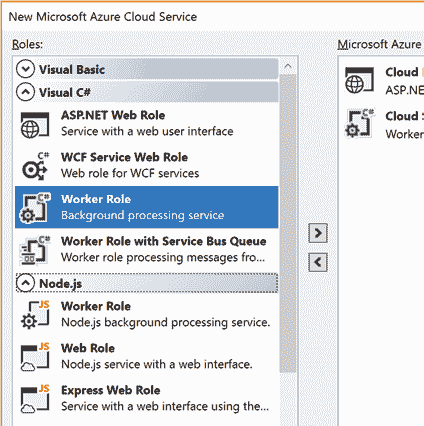 New Microsoft Azure Cloud Service
Roles:
Visual Basic
Visual C#
ASP.NET Web Role
Service with a web user interface
C#
WCF Service Web Role
Web role for WCF services
C#
Worker Role
Background processing service
C#
Worker Role with Service Bus Queue
Worker role processing messages fro...
Node.js
JS
Worker Role
Node.js background processing service.
JS
Web Role
Node.js service with a web interface.
JS
Express Web Role
Service with a web interface using the...
>
<
Microsoft Azure
Cloud
ASP.NE
C#
Cloud
Worker